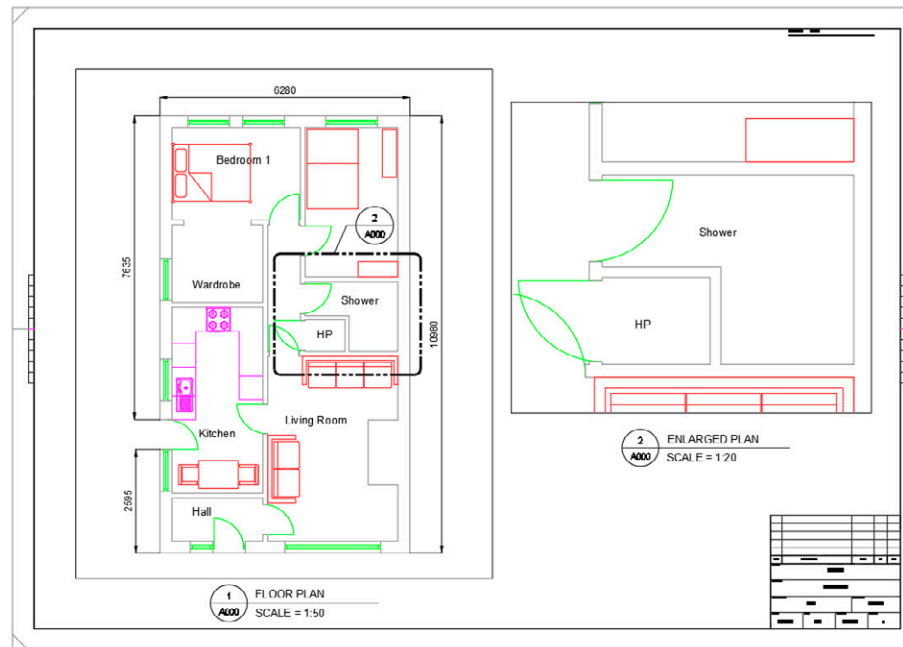 6280
Bedroom 1
2
A000
7635
Wardrobe
Shower
HP
10980
Living Room
Kitchen
2595
Hall
1
A000
FLOOR PLAN
SCALE = 1:50
Shower
HP
2
A000
ENLARGED PLAN
SCALE = 1:20